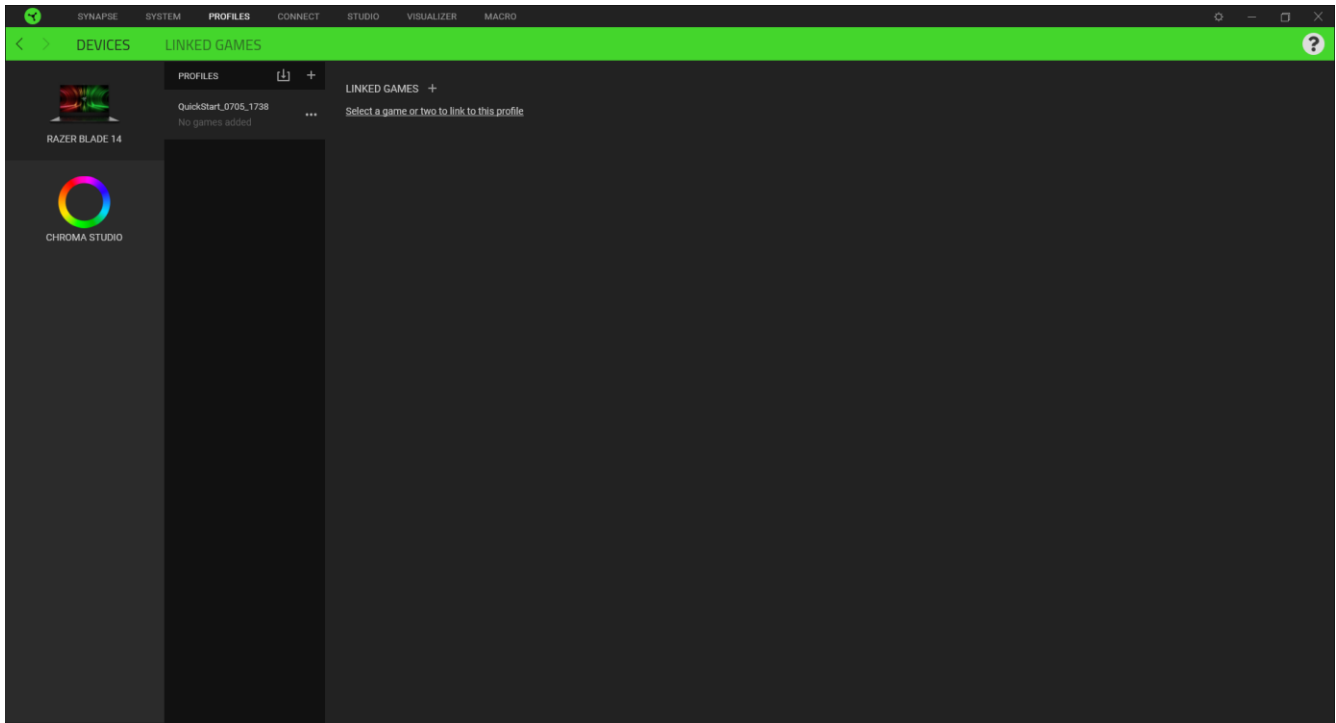 SYNAPSE SYSTEM PROFILES CONNECT STUDIO VISUALIZER MACRO
DEVICES LINKED GAMES ?
RAZER BLADE 14
CHROMA STUDIO
PROFILES
QuickStart_0705_1738
No games added
LINKED GAMES +
Select a game or two to link to this profile